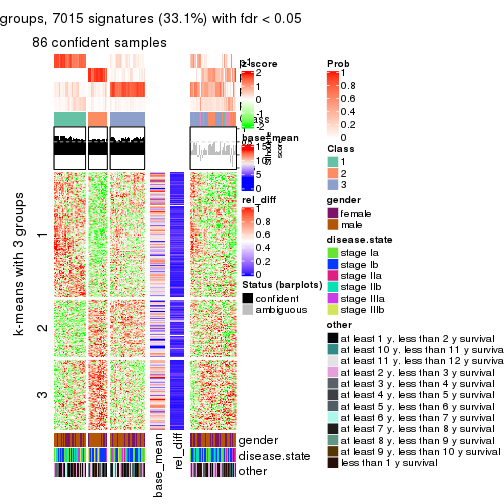 groups, 7015 signatures (33.1%) with fdr < 0.05
86 confident samples
z-score
2
1
0
-1
-2
base_mean
15
10
5
0
rel_diff
1
0.8
0.6
0.4
0.2
0
Status (barplots)
confident
ambiguous
Silhouette
score
Prob
1
0.8
0.6
0.4
0.2
0
Class
1
2
3
gender
female
male
disease.state
stage Ia
stage Ib
stage IIa
stage IIb
stage IIIa
stage IIIb
other
at least 1 y. less than 2 y survival
at least 10 y. less than 11 y surviva
at least 11 y. less than 12 y surviva
at least 2 y. less than 3 y survival
at least 3 y. less than 4 y survival
at least 4 y. less than 5 y survival
at least 5 y. less than 6 y survival
at least 6 y. less than 7 y survival
at least 7 y. less than 8 y survival
at least 8 y. less than 9 y survival
at least 9 y. less than 10 y survival
less than 1 y survival
k-means with 3 groups
1
2
3
base_mean
rel_diff
gender
disease.state
other